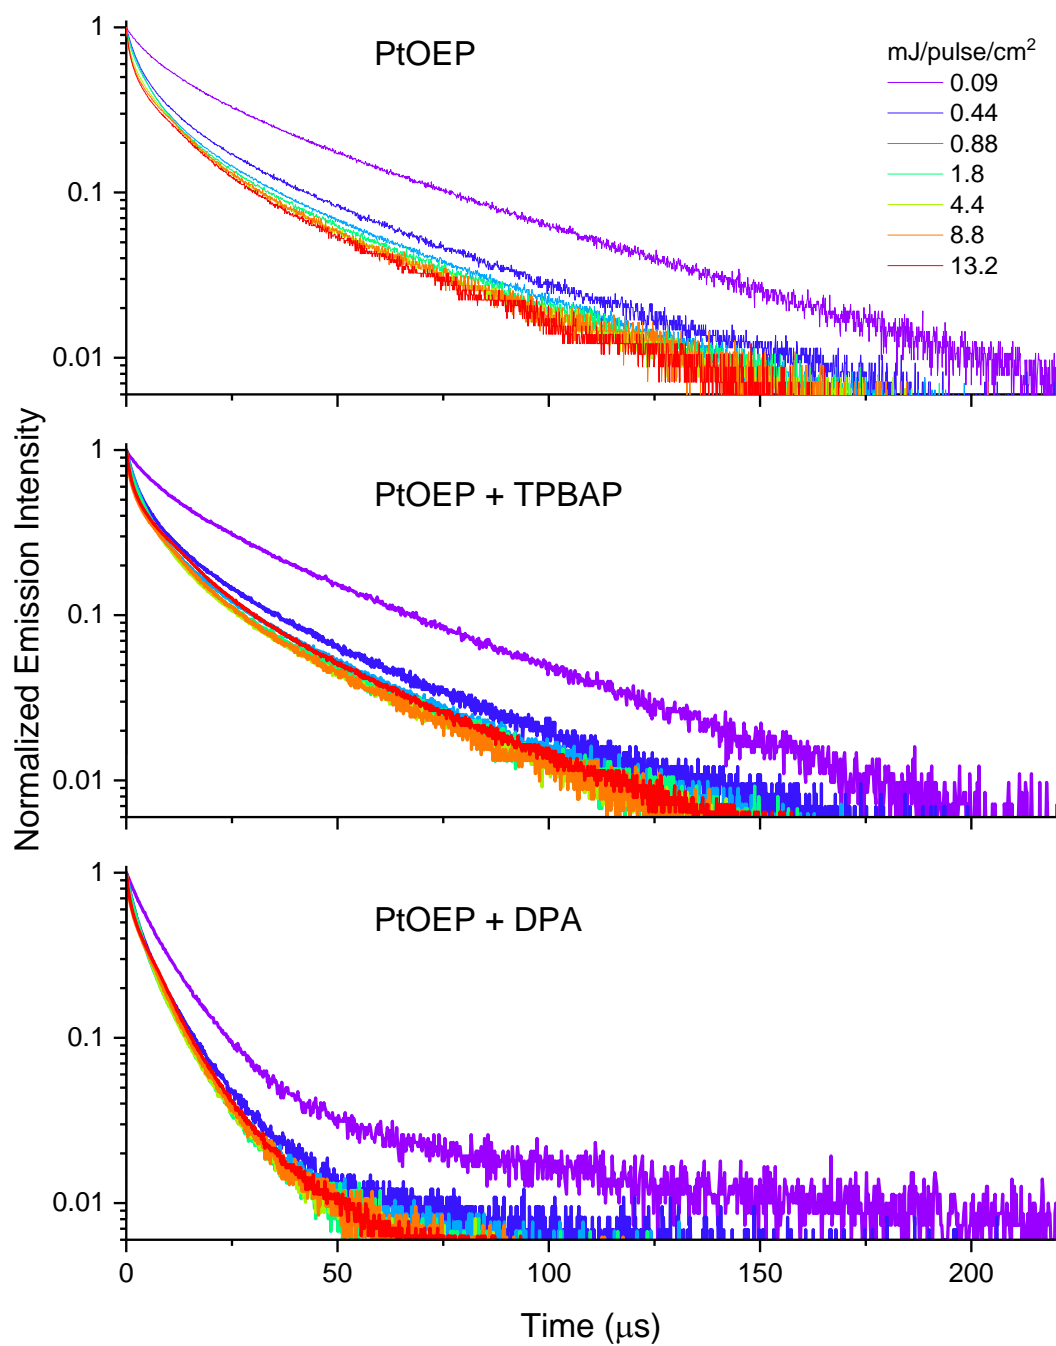 1
0.1
0.01
PtOEP
mJ/pulse/cm²
0.09
0.44
0.88
1.8
4.4
8.8
13.2
Normalized Emission Intensity
1
0.1
0.01
PtOEP + TPBAP
1
0.1
0.01
PtOEP + DPA
0 50 100 150 200
Time (μs)